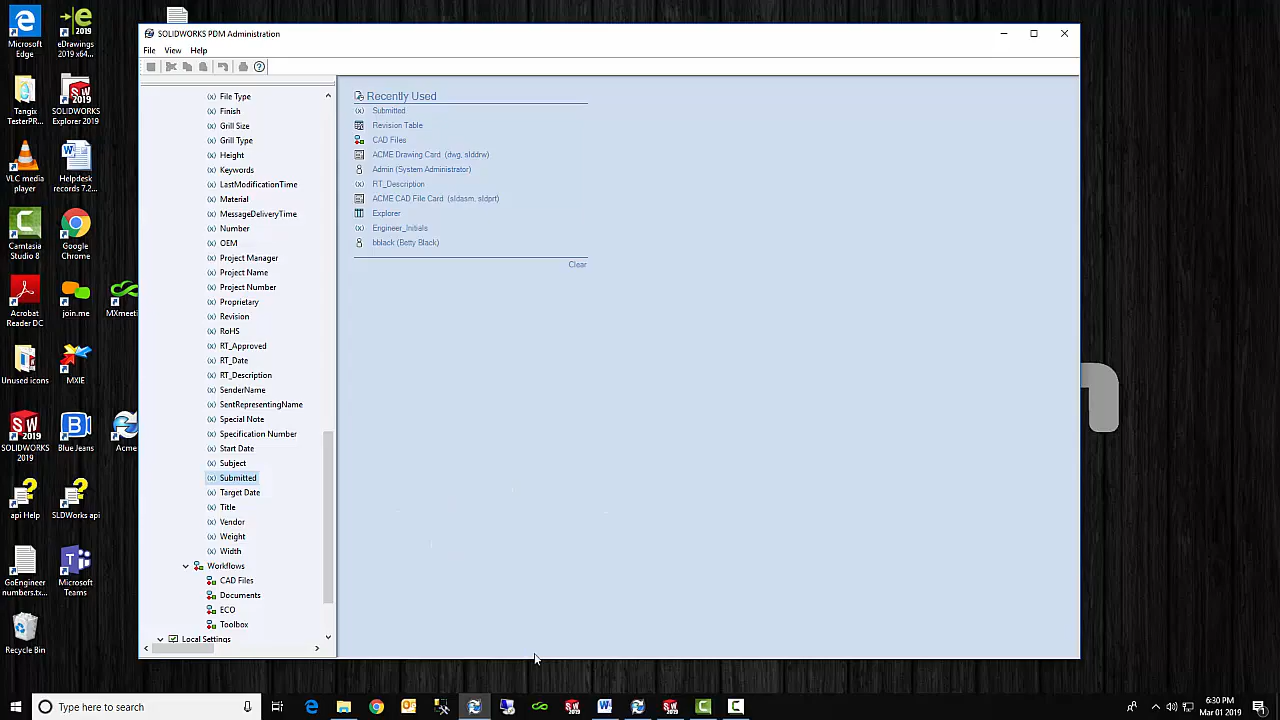 SOLIDWORKS PDM Administration
File View Help
File Type
Finish
Grill Size
Grill Type
Height
Keywords
LastModificationTime
Material
MessageDeliveryTime
Number
OEM
Project Manager
Project Name
Project Number
Proprietary
Revision
RoHS
RT_Approved
RT_Date
RT_Description
SenderName
SentRepresentingName
Special Note
Specification Number
Start Date
Subject
Submitted
Target Date
Title
Vendor
Weight
Width
Workflows
CAD Files
Documents
ECO
Toolbox
Local Settings
Recently Used
Submitted
Revision Table
CAD Files
ACME Drawing Card (dwg, slddrw)
Admin (System Administrator)
RT_Description
ACME CAD File Card (sldasm, sldprt)
Explorer
Engineer_Initials
bblack (Betty Black)
Clear
Microsoft Edge
eDrawings 2019 x64...
Tangix TesterPR...
SOLIDWORKS Explorer 2019
VLC media player
Helpdesk records 7.2...
Camtasia Studio 8
Google Chrome
Acrobat Reader DC
join.me
MXmeeti
Unused icons
MXIE
SOLIDWORKS 2019
Blue Jeans
Acme
api Help
SLDWorks api
GoEngineer numbers.tx...
Microsoft Teams
Recycle Bin
Type here to search
6:30 PM
Mar 01 2019